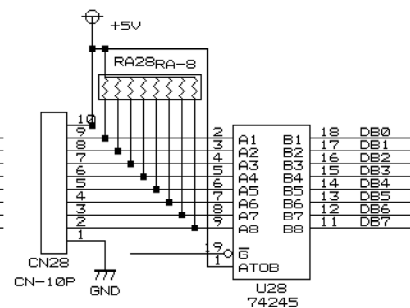 +5V
RA28 RA-8
10
9
8
7
6
5
4
3
2
1
2 A1 B1 18 DB0
3 A2 B2 17 DB1
4 A3 B3 16 DB2
5 A4 B4 15 DB3
6 A5 B5 14 DB4
7 A6 B6 13 DB5
8 A7 B7 12 DB6
9 A8 B8 11 DB7
19 G
1 ATOB
CN28
CN-10P
GND
U28
74245